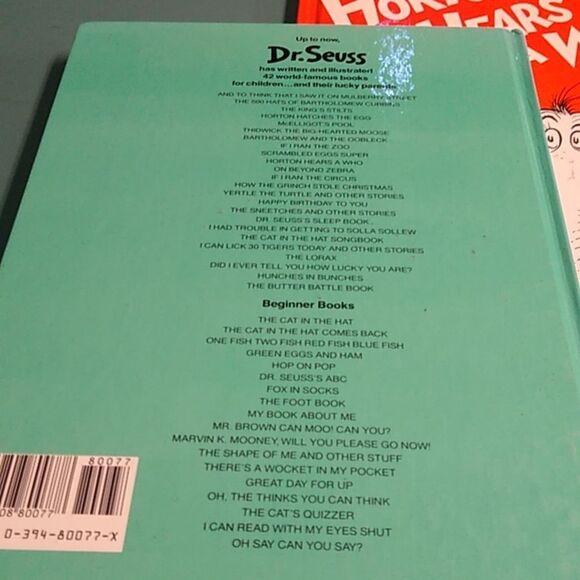 HORTON
HEARS
A W
Up to now,
Dr. Seuss
has written and illustrated
42 world-famous books
for children...and their lucky parents
AND TO THINK THAT I SAW IT ON MULBERRY STREET
THE 500 HATS OF BARTHOLOMEW CUBBINS
THE KING'S STILTS
HORTON HATCHES THE EGG
McELLIGOT'S POOL
THIDWICK THE BIG-HEARTED MOOSE
BARTHOLOMEW AND THE OOBLECK
IF I RAN THE ZOO
SCRAMBLED EGGS SUPER
HORTON HEARS A WHO
ON BEYOND ZEBRA
IF I RAN THE CIRCUS
HOW THE GRINCH STOLE CHRISTMAS
YERTLE THE TURTLE AND OTHER STORIES
HAPPY BIRTHDAY TO YOU
THE SNEETCHES AND OTHER STORIES
DR. SEUSS'S SLEEP BOOK
I HAD TROUBLE IN GETTING TO SOLLA SOLLEW
THE CAT IN THE HAT SONGBOOK
I CAN LICK 30 TIGERS TODAY AND OTHER STORIES
THE LORAX
DID I EVER TELL YOU HOW LUCKY YOU ARE?
HUNCHES IN BUNCHES
THE BUTTER BATTLE BOOK
Beginner Books
THE CAT IN THE HAT
THE CAT IN THE HAT COMES BACK
ONE FISH TWO FISH RED FISH BLUE FISH
GREEN EGGS AND HAM
HOP ON POP
DR. SEUSS'S ABC
FOX IN SOCKS
THE FOOT BOOK
MY BOOK ABOUT ME
MR. BROWN CAN MOO! CAN YOU?
MARVIN K. MOONEY, WILL YOU PLEASE GO NOW!
THE SHAPE OF ME AND OTHER STUFF
THERE'S A WOCKET IN MY POCKET
GREAT DAY FOR UP
OH, THE THINKS YOU CAN THINK
THE CAT'S QUIZZER
I CAN READ WITH MY EYES SHUT
OH SAY CAN YOU SAY?
80077
08 80077
0-394-80077-X